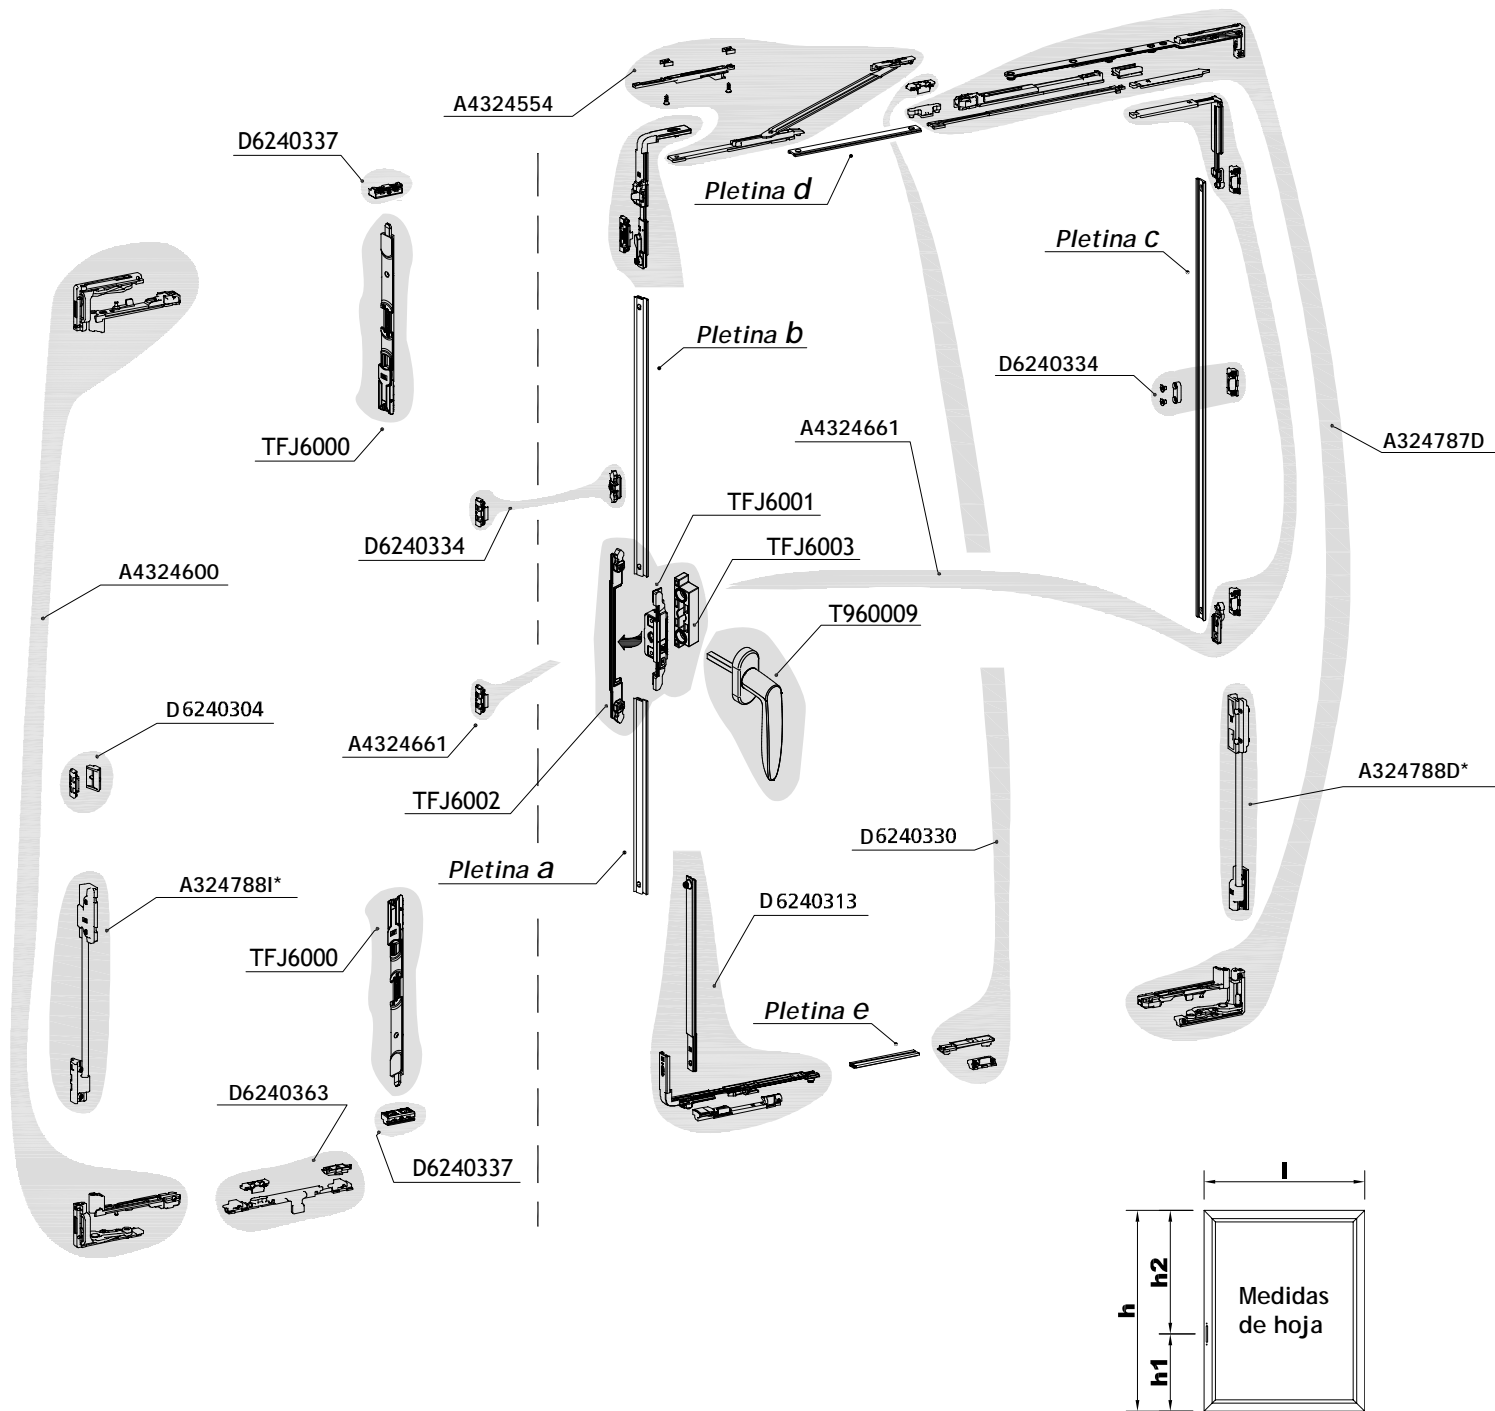 A4324554
D6240337
Pletina d
Pletina c
Pletina b
D6240334
TFJ6000
A4324661
A324787D
TFJ6001
D6240334
TFJ6003
A4324600
T960009
D6240304
A4324661
A324788D*
TFJ6002
D6240330
Pletina a
A324788I*
D6240313
TFJ6000
Pletina e
D6240363
D6240337
l
h
h2
h1
Medidas
de hoja